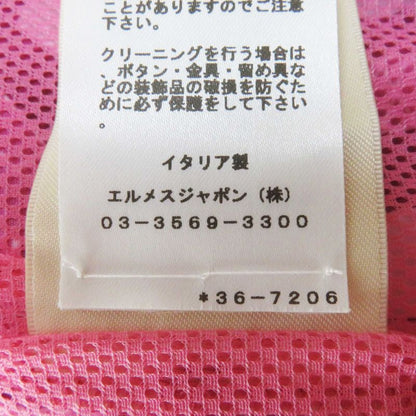 ことがありますのでご注意
下さい。
クリーニングを行う場合は
、ボタン・金具・留め具な
どの装飾品の破損を防ぐた
めに必ず保護をして下さい
。
イタリア製
エルメスジャポン（株）
03-3569-3300
*36-7206